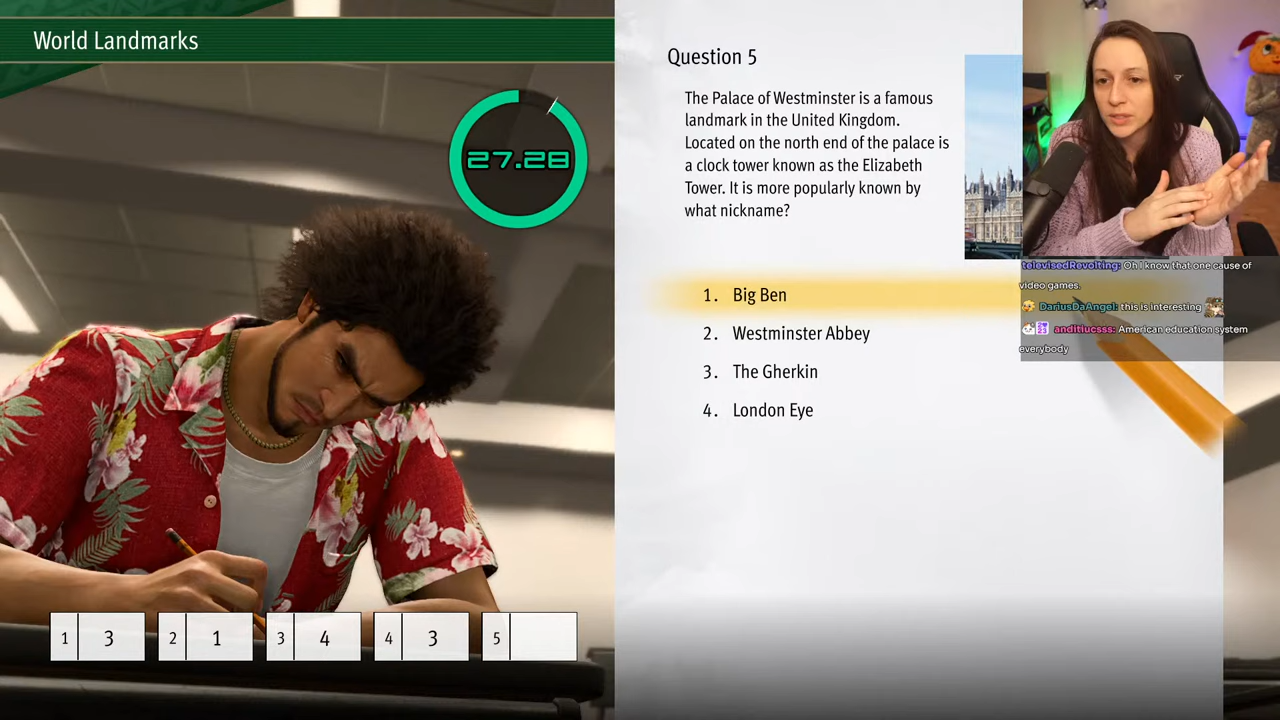 World Landmarks
27.28
Question 5
The Palace of Westminster is a famous
landmark in the United Kingdom.
Located on the north end of the palace is
a clock tower known as the Elizabeth
Tower. It is more popularly known by
what nickname?
1. Big Ben
2. Westminster Abbey
3. The Gherkin
4. London Eye
televisedRevolting: Oh I know that one cause of
video games.
DariusDaAngel: this is interesting
anditiucsss: American education system
everybody
1 3 2 1 3 4 4 3 5